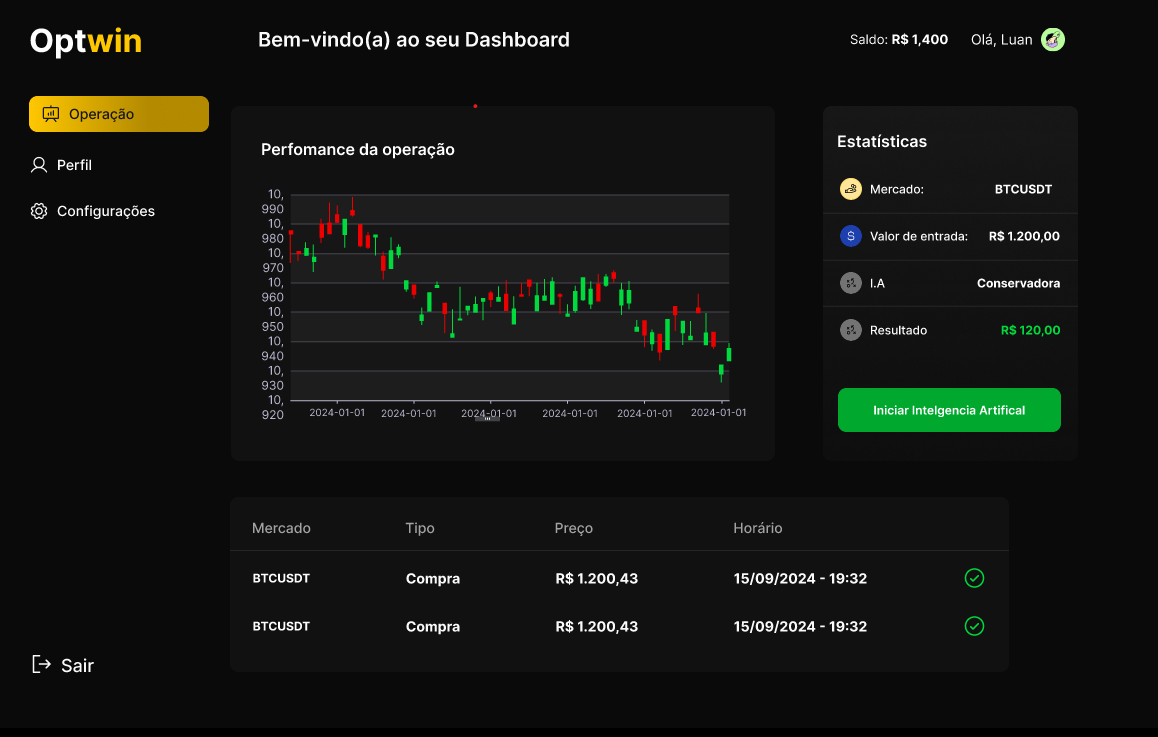 Optwin
Bem-vindo(a) ao seu Dashboard
Saldo: R$ 1,400
Olá, Luan
Operação
Perfil
Configurações
Sair
Perfomance da operação
10,
990
10,
980
10,
970
10,
960
10,
950
10,
940
10,
930
10,
920
2024-01-01 2024-01-01 2024-01-01 2024-01-01 2024-01-01 2024-01-01
Estatísticas
Mercado: BTCUSDT
$ Valor de entrada: R$ 1.200,00
I.A Conservadora
Resultado R$ 120,00
Iniciar Intelgencia Artifical
Mercado Tipo Preço Horário
BTCUSDT Compra R$ 1.200,43 15/09/2024 - 19:32
BTCUSDT Compra R$ 1.200,43 15/09/2024 - 19:32